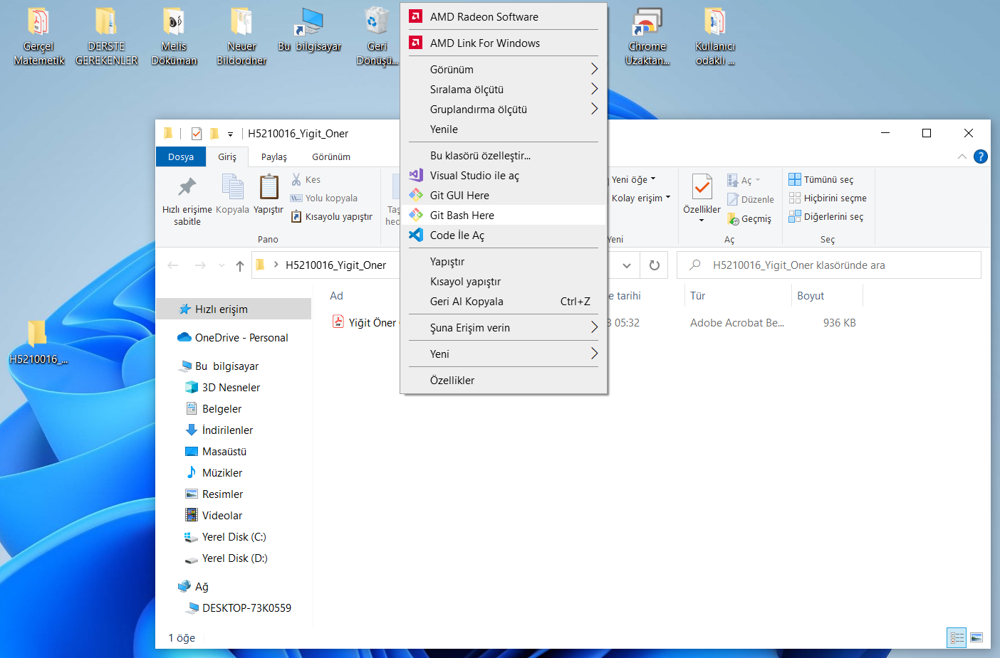 Gerçel
Matematik
DERSTE
GEREKENLER
Melis
Döküman
Neuer
Bildordner
Bu bilgisayar
Geri
Dönüşü...
Chrome
Uzaktan...
Kullanıcı
odaklı ...
H5210016_...
AMD Radeon Software
AMD Link For Windows
Görünüm
Sıralama ölçütü
Gruplandırma ölçütü
Yenile
Bu klasörü özelleştir...
Visual Studio ile aç
Git GUI Here
Git Bash Here
Code İle Aç
Yapıştır
Kısayol yapıştır
Geri Al Kopyala Ctrl+Z
Şuna Erişim verin
Yeni
Özellikler
H5210016_Yigit_Oner
Dosya Giriş Paylaş Görünüm
Hızlı erişime
sabitle
Kopyala
Yapıştır
Kes
Yolu kopyala
Kısayolu yapıştır
Pano
Yeni öğe
Kolay erişim
Yeni
Özellikler
Aç
Düzenle
Geçmiş
Aç
Tümünü seç
Hiçbirini seçme
Diğerlerini seç
Seç
H5210016_Yigit_Oner
H5210016_Yigit_Oner klasöründe ara
Ad tarihi Tür Boyut
Yiğit Öner 05:32 Adobe Acrobat Be... 936 KB
Hızlı erişim
OneDrive - Personal
Bu bilgisayar
3D Nesneler
Belgeler
İndirilenler
Masaüstü
Müzikler
Resimler
Videolar
Yerel Disk (C:)
Yerel Disk (D:)
Ağ
DESKTOP-73K0559
1 öğe